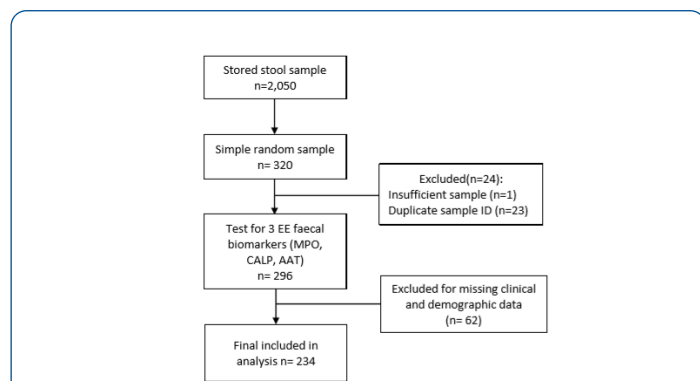 Stored stool sample
n=2,050
Simple random sample
n= 320
Excluded(n=24):
Insufficient sample (n=1)
Duplicate sample ID (n=23)
Test for 3 EE faecal
biomarkers (MPO,
CALP, AAT)
n= 296
Excluded for missing clinical
and demographic data
(n= 62)
Final included in
analysis n= 234